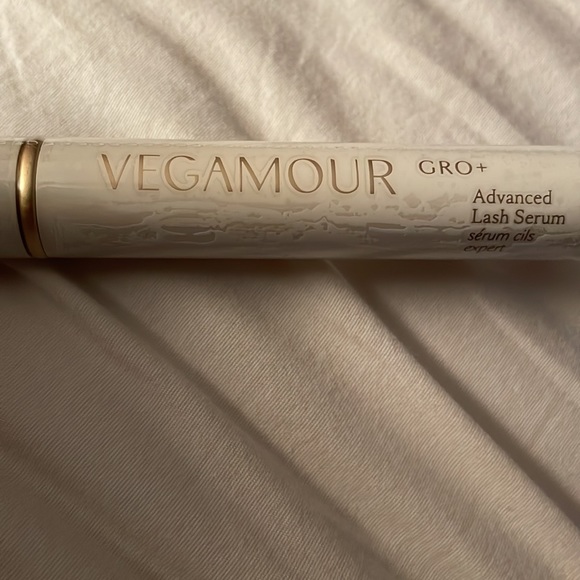 VEGAMOUR GRO+
Advanced
Lash Serum
sérum cils
expert